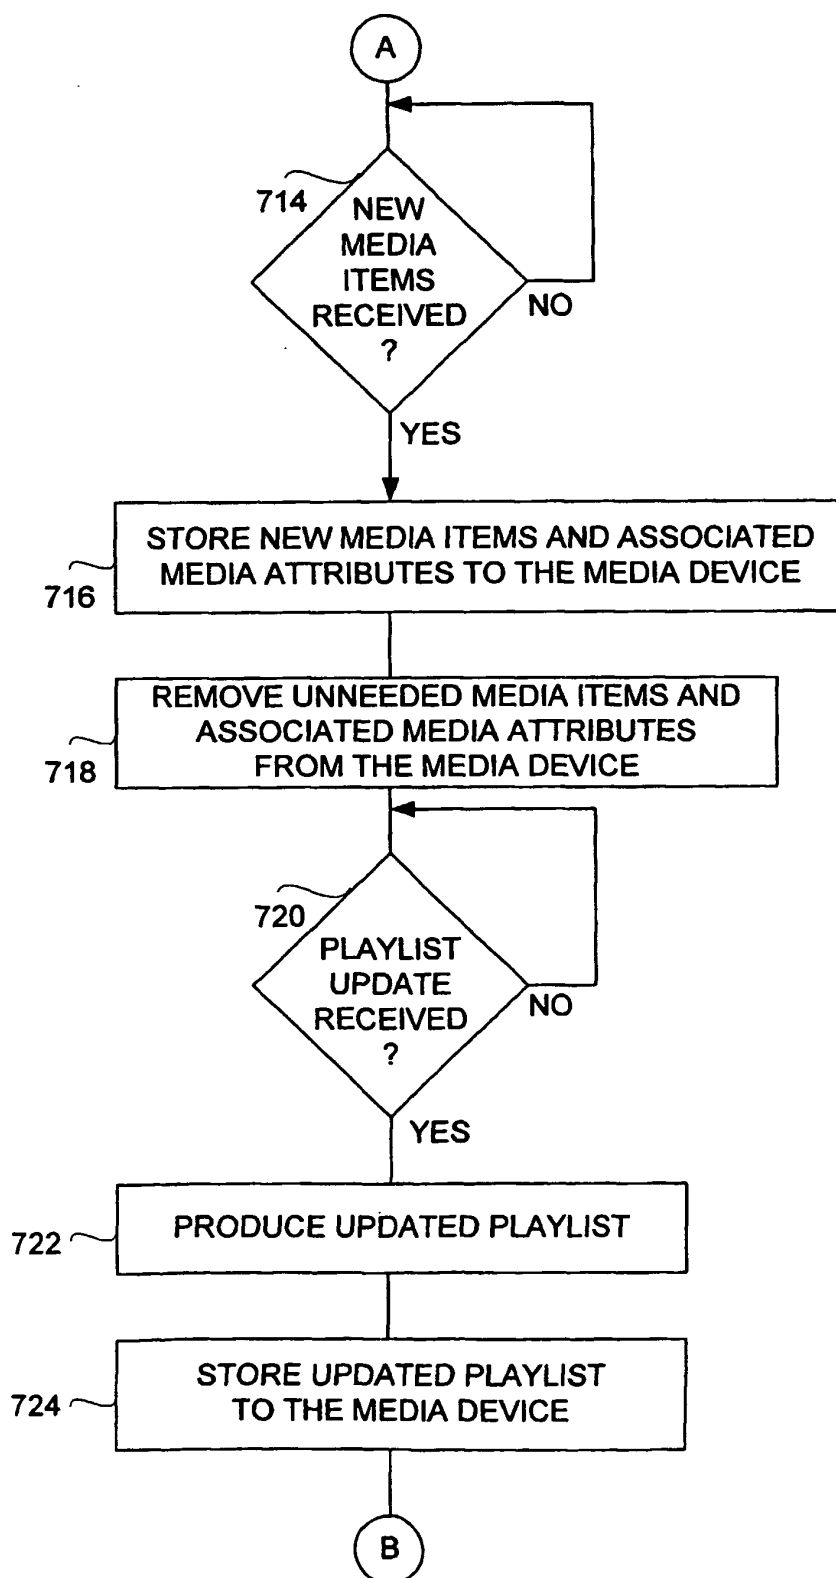 A
714
NEW
MEDIA
ITEMS
RECEIVED
?
NO
YES
STORE NEW MEDIA ITEMS AND ASSOCIATED
MEDIA ATTRIBUTES TO THE MEDIA DEVICE
716
REMOVE UNNEEDED MEDIA ITEMS AND
ASSOCIATED MEDIA ATTRIBUTES
FROM THE MEDIA DEVICE
718
720
PLAYLIST
UPDATE
RECEIVED
?
NO
YES
PRODUCE UPDATED PLAYLIST
722
STORE UPDATED PLAYLIST
TO THE MEDIA DEVICE
724
B